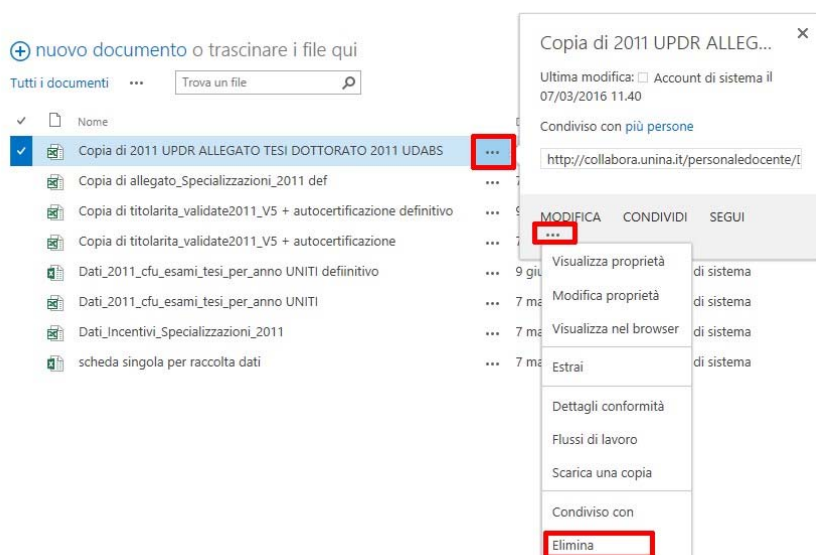 nuovo documento o trascinare i file qui
Tutti i documenti ••• Trova un file
Nome
Copia di 2011 UPDR ALLEGATO TESI DOTTORATO 2011 UDABS •••
Copia di allegato_Specializzazioni_2011 def •••
Copia di titolarita_validate2011_V5 + autocertificazione definitivo •••
Copia di titolarita_validate2011_V5 + autocertificazione •••
Dati_2011_cfu_esami_tesi_per_anno UNITI defiinitivo ••• 9 giu di sistema
Dati_2011_cfu_esami_tesi_per_anno UNITI ••• 7 ma di sistema
Dati_Incentivi_Specializzazioni_2011 ••• 7 ma di sistema
scheda singola per raccolta dati ••• 7 ma di sistema
Copia di 2011 UPDR ALLEG...
Ultima modifica: Account di sistema il
07/03/2016 11.40
Condiviso con più persone
http://collabora.unina.it/personaledocente/
MODIFICA CONDIVIDI SEGUI
•••
Visualizza proprietà
Modifica proprietà
Visualizza nel browser
Estrai
Dettagli conformità
Flussi di lavoro
Scarica una copia
Condiviso con
Elimina